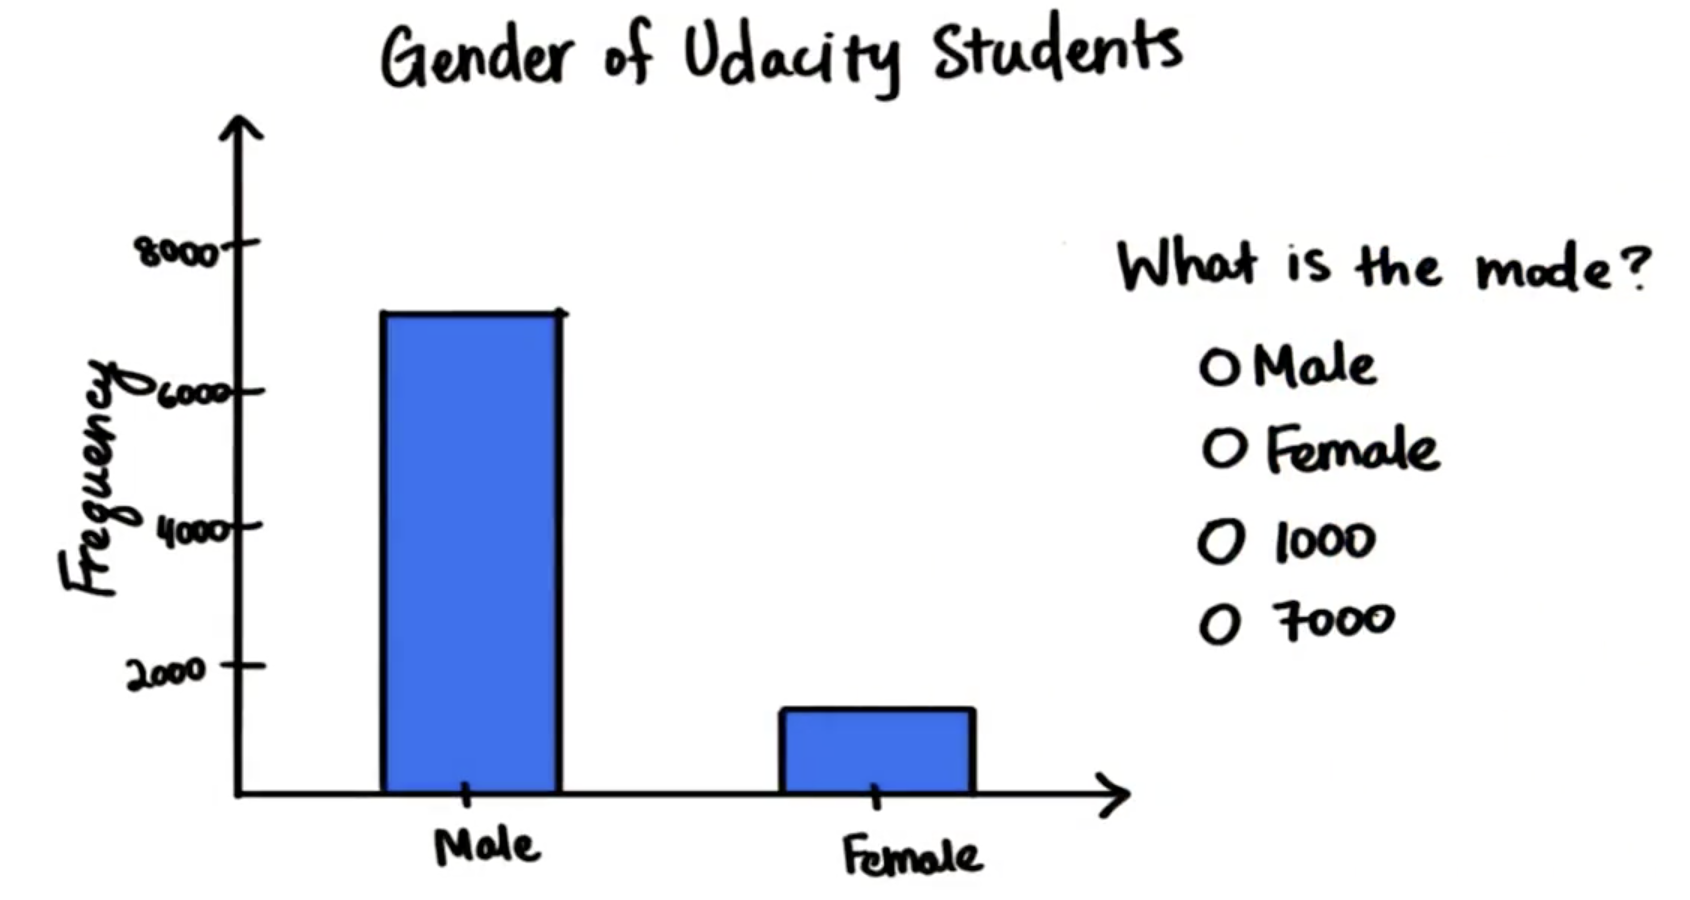 Gender of Udacity Students
Frequency
8000
6000
4000
2000
Male
Female
What is the mode?
Male
Female
1000
7000